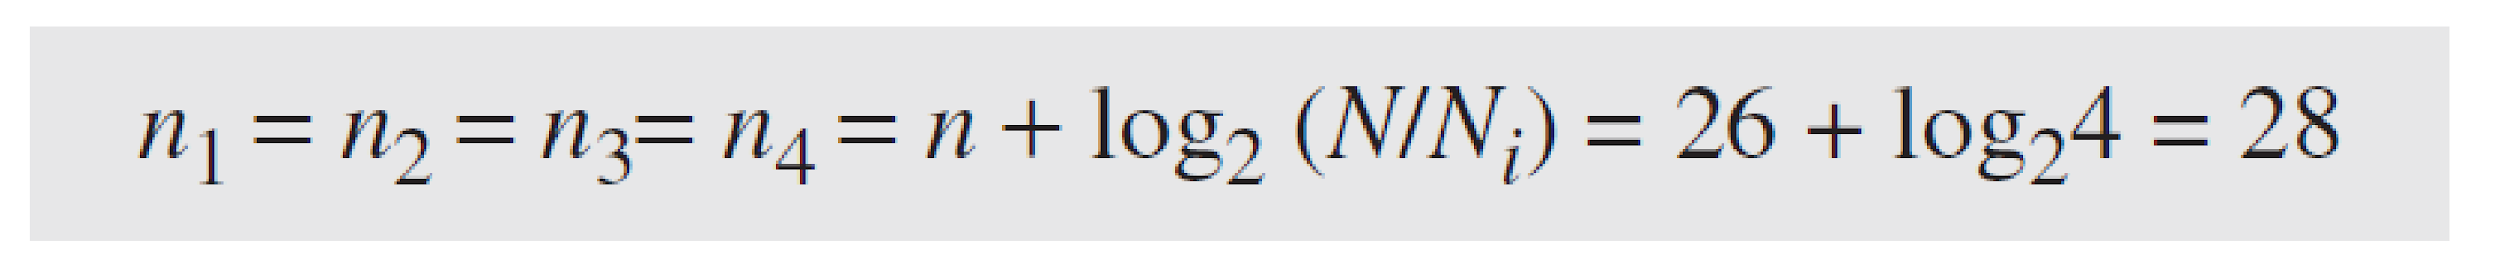 n₁ = n₂ = n₃= n₄ = n + log₂ (N/Nᵢ) = 26 + log₂4 = 28